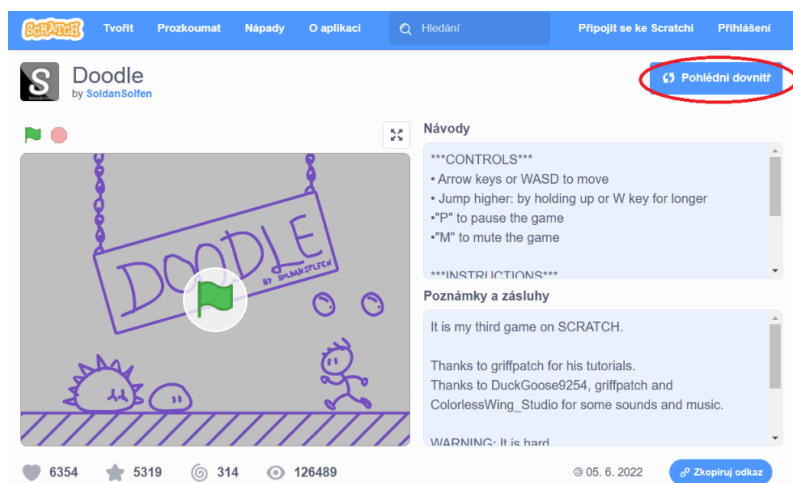 SCRATCH Tvořit Prozkoumat Nápady O aplikaci Hledání Připojit se ke Scratchi Přihlášení
S Doodle
by SoldanSolfen
Pohlédni dovnitř
Návody
***CONTROLS***
• Arrow keys or WASD to move
• Jump higher: by holding up or W key for longer
•"P" to pause the game
•"M" to mute the game
***INSTRUCTIONS***
DOODLE
BY SOLDANSOLFEN
Poznámky a zásluhy
It is my third game on SCRATCH.
Thanks to griffpatch for his tutorials.
Thanks to DuckGoose9254, griffpatch and
ColorlessWing_Studio for some sounds and music.
WARNING: It is hard
6354 5319 314 126489
05. 6. 2022 Zkopíruj odkaz